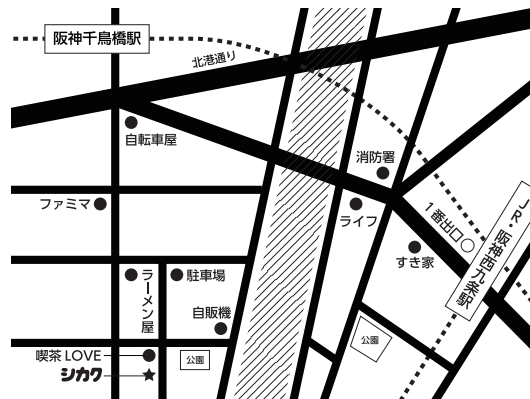 阪神千鳥橋駅
北港通り
自転車屋
消防署
ファミマ
ライフ
1番出口
JR・阪神西九条駅
すき家
ラーメン屋
駐車場
自販機
公園
公園
喫茶 LOVE
シカク